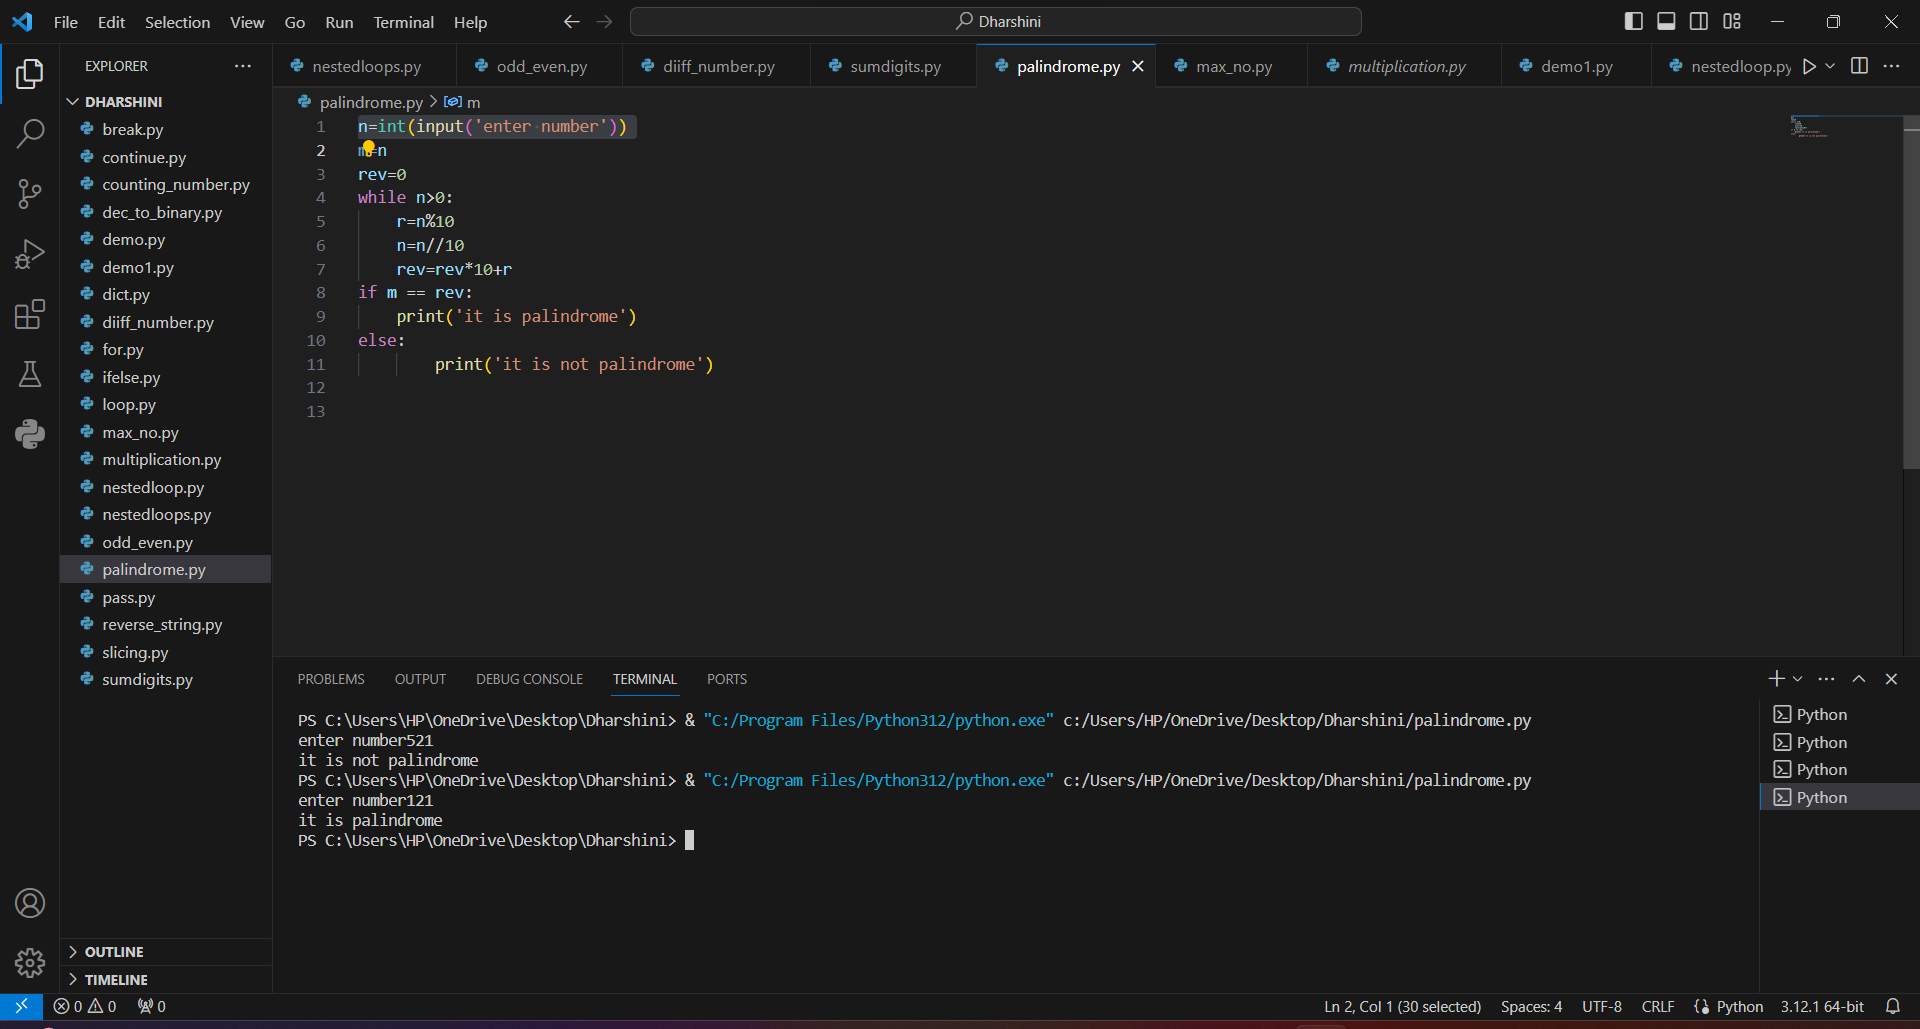 File Edit Selection View Go Run Terminal Help
Dharshini
EXPLORER
DHARSHINI
break.py
continue.py
counting_number.py
dec_to_binary.py
demo.py
demo1.py
dict.py
diiff_number.py
for.py
ifelse.py
loop.py
max_no.py
multiplication.py
nestedloop.py
nestedloops.py
odd_even.py
palindrome.py
pass.py
reverse_string.py
slicing.py
sumdigits.py
OUTLINE
TIMELINE
nestedloops.py odd_even.py diiff_number.py sumdigits.py palindrome.py max_no.py multiplication.py demo1.py nestedloop.py
palindrome.py > m
1 n=int(input('enter number'))
2 m=n
3 rev=0
4 while n>0:
5     r=n%10
6     n=n//10
7     rev=rev*10+r
8 if m == rev:
9     print('it is palindrome')
10 else:
11         print('it is not palindrome')
12
13
PROBLEMS OUTPUT DEBUG CONSOLE TERMINAL PORTS
PS C:\Users\HP\OneDrive\Desktop\Dharshini> & "C:/Program Files/Python312/python.exe" c:/Users/HP/OneDrive/Desktop/Dharshini/palindrome.py
enter number521
it is not palindrome
PS C:\Users\HP\OneDrive\Desktop\Dharshini> & "C:/Program Files/Python312/python.exe" c:/Users/HP/OneDrive/Desktop/Dharshini/palindrome.py
enter number121
it is palindrome
PS C:\Users\HP\OneDrive\Desktop\Dharshini>
Python
Python
Python
Python
0 0 0
Ln 2, Col 1 (30 selected) Spaces: 4 UTF-8 CRLF Python 3.12.1 64-bit